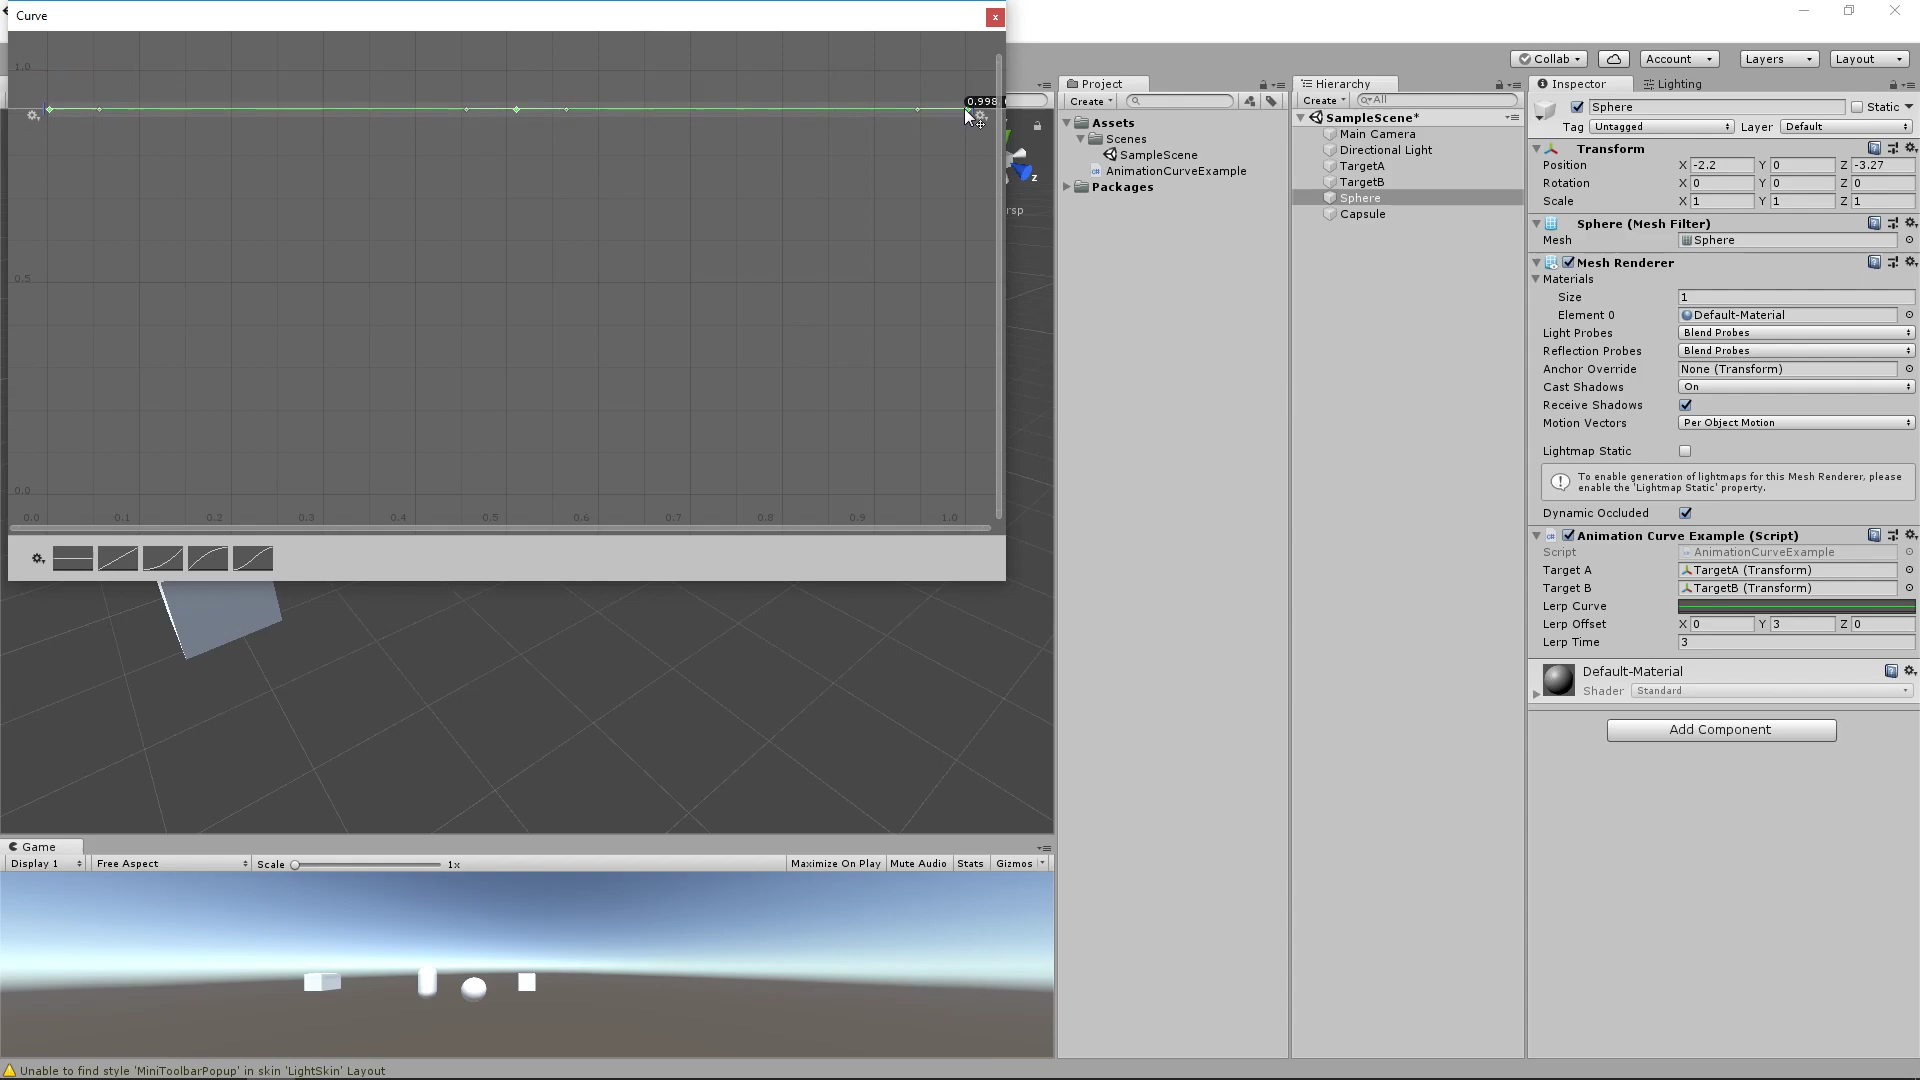 Curve
x
1.0
0.998
0.5
0.0
0.0 0.1 0.2 0.3 0.4 0.5 0.6 0.7 0.8 0.9 1.0
z
rsp
Collab
Account
Layers
Layout
Project
Create
Assets
Scenes
SampleScene
AnimationCurveExample
Packages
Hierarchy
Create
All
SampleScene*
Main Camera
Directional Light
TargetA
TargetB
Sphere
Capsule
Inspector
Lighting
Sphere
Static
Tag Untagged Layer Default
Transform
Position X -2.2 Y 0 Z -3.27
Rotation X 0 Y 0 Z 0
Scale X 1 Y 1 Z 1
Sphere (Mesh Filter)
Mesh Sphere
Mesh Renderer
Materials
Size 1
Element 0 Default-Material
Light Probes Blend Probes
Reflection Probes Blend Probes
Anchor Override None (Transform)
Cast Shadows On
Receive Shadows
Motion Vectors Per Object Motion
Lightmap Static
To enable generation of lightmaps for this Mesh Renderer, please
enable the 'Lightmap Static' property.
Dynamic Occluded
Animation Curve Example (Script)
Script AnimationCurveExample
Target A TargetA (Transform)
Target B TargetB (Transform)
Lerp Curve
Lerp Offset X 0 Y 3 Z 0
Lerp Time 3
Default-Material
Shader Standard
Add Component
Game
Display 1 Free Aspect Scale 1x Maximize On Play Mute Audio Stats Gizmos
Unable to find style 'MiniToolbarPopup' in skin 'LightSkin' Layout